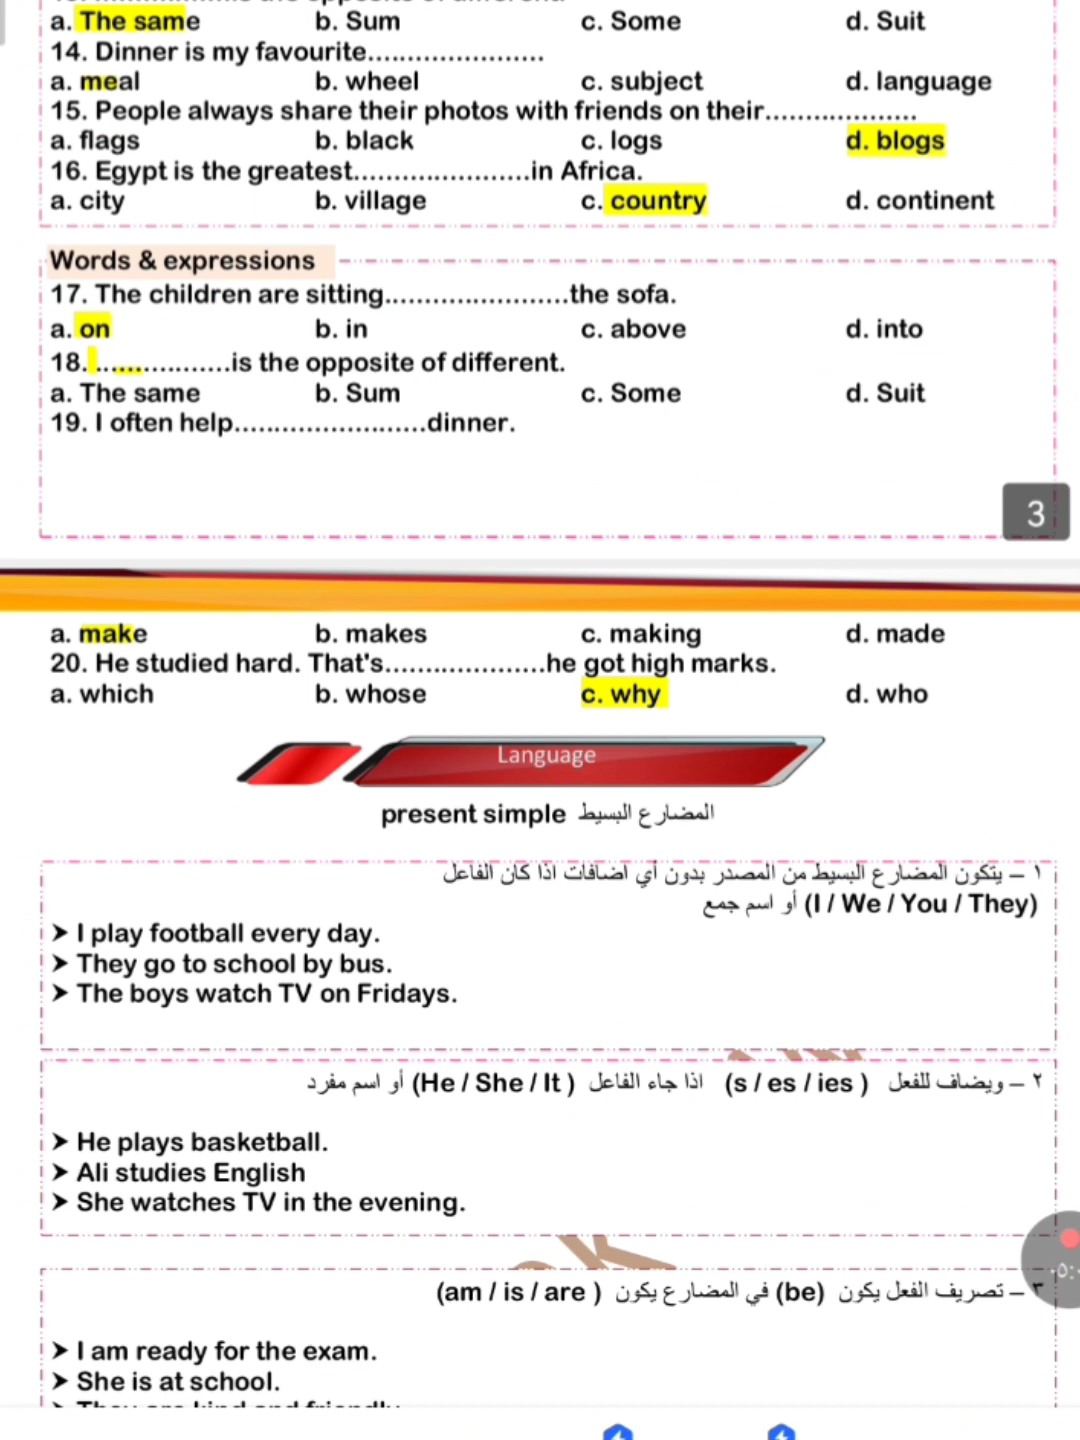 a. The same b. Sum c. Some d. Suit
14. Dinner is my favourite......................
a. meal b. wheel c. subject d. language
15. People always share their photos with friends on their...................
a. flags b. black c. logs d. blogs
16. Egypt is the greatest......................in Africa.
a. city b. village c. country d. continent
Words & expressions
17. The children are sitting.......................the sofa.
a. on b. in c. above d. into
18. .................is the opposite of different.
a. The same b. Sum c. Some d. Suit
19. I often help........................dinner.
3
a. make b. makes c. making d. made
20. He studied hard. That's....................he got high marks.
a. which b. whose c. why d. who
Language
present simple المضارع البسيط
١ – يتكون المضارع البسيط من المصدر بدون أي اضافات اذا كان الفاعل
(I / We / You / They) أو اسم جمع
➤ I play football every day.
➤ They go to school by bus.
➤ The boys watch TV on Fridays.
٢ – ويضاف للفعل (s / es / ies) اذا جاء الفاعل (He / She / It) أو اسم مفرد
➤ He plays basketball.
➤ Ali studies English
➤ She watches TV in the evening.
٣ – تصريف الفعل يكون (be) في المضارع يكون (am / is / are)
➤ I am ready for the exam.
➤ She is at school.
➤ They are kind and friendly.